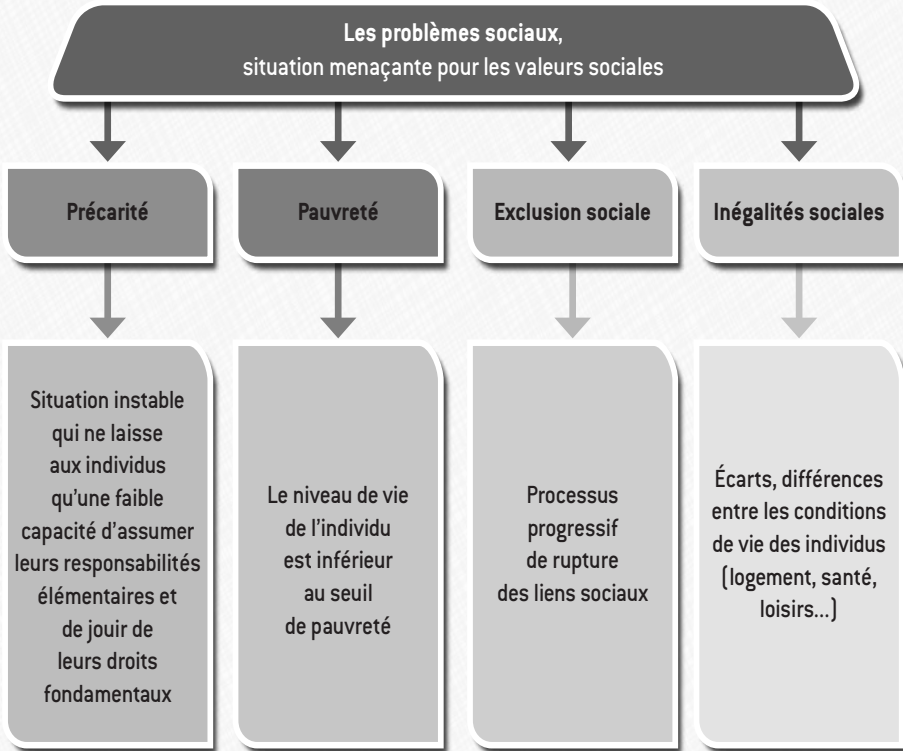 Les problèmes sociaux,
situation menaçante pour les valeurs sociales
Précarité
Pauvreté
Exclusion sociale
Inégalités sociales
Situation instable
qui ne laisse
aux individus
qu’une faible
capacité d’assumer
leurs responsabilités
élémentaires et
de jouir de
leurs droits
fondamentaux
Le niveau de vie
de l’individu
est inférieur
au seuil
de pauvreté
Processus
progressif
de rupture
des liens sociaux
Écarts, différences
entre les conditions
de vie des individus
(logement, santé,
loisirs...)